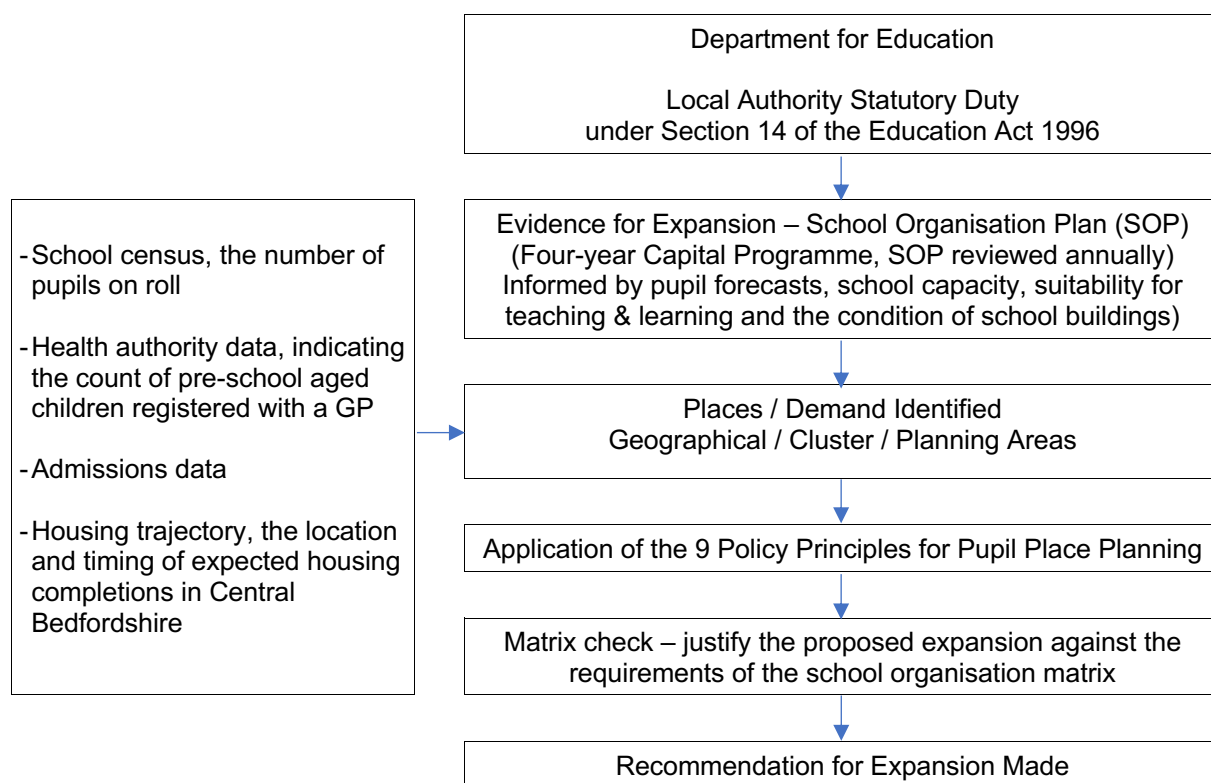 Department for Education
Local Authority Statutory Duty
under Section 14 of the Education Act 1996
Evidence for Expansion – School Organisation Plan (SOP)
(Four-year Capital Programme, SOP reviewed annually)
Informed by pupil forecasts, school capacity, suitability for
teaching & learning and the condition of school buildings)
-School census, the number of
pupils on roll
-Health authority data, indicating
the count of pre-school aged
children registered with a GP
-Admissions data
-Housing trajectory, the location
and timing of expected housing
completions in Central
Bedfordshire
Places / Demand Identified
Geographical / Cluster / Planning Areas
Application of the 9 Policy Principles for Pupil Place Planning
Matrix check – justify the proposed expansion against the
requirements of the school organisation matrix
Recommendation for Expansion Made